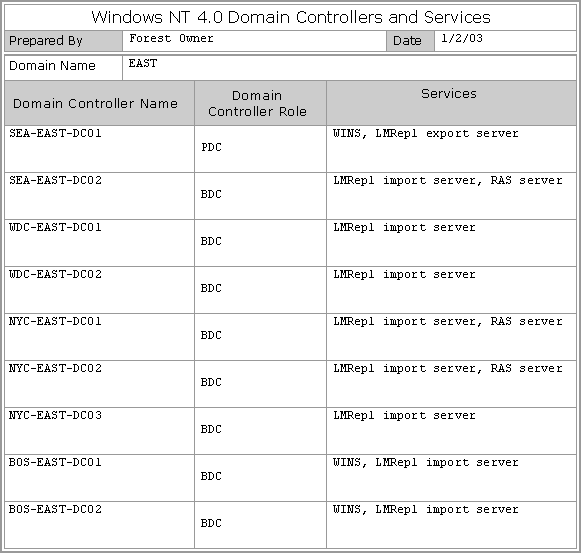 Windows NT 4.0 Domain Controllers and Services
Prepared By Forest Owner Date 1/2/03
Domain Name EAST
Domain Controller Name Domain Controller Role Services
SEA-EAST-DC01 PDC WINS, LMRepl export server
SEA-EAST-DC02 BDC LMRepl import server, RAS server
WDC-EAST-DC01 BDC LMRepl import server
WDC-EAST-DC02 BDC LMRepl import server
NYC-EAST-DC01 BDC LMRepl import server, RAS server
NYC-EAST-DC02 BDC LMRepl import server, RAS server
NYC-EAST-DC03 BDC LMRepl import server
BOS-EAST-DC01 BDC WINS, LMRepl import server
BOS-EAST-DC02 BDC WINS, LMRepl import server